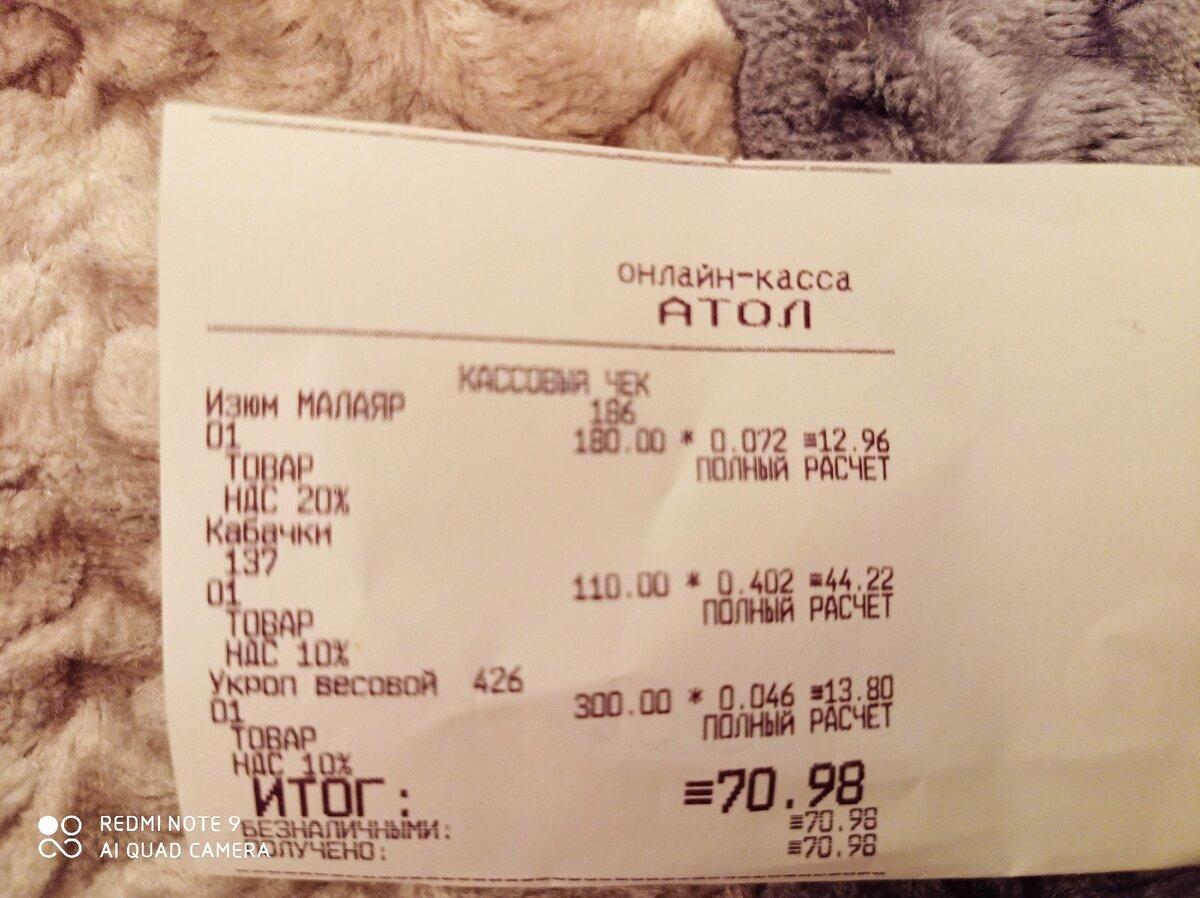 онлайн-касса
АТОЛ
КАССОВЫЙ ЧЕК
Изюм МАЛАЯР 186
01 180.00 * 0.072 ≡12.96
ТОВАР ПОЛНЫЙ РАСЧЕТ
НДС 20%
Кабачки
137
01 110.00 * 0.402 ≡44.22
ТОВАР ПОЛНЫЙ РАСЧЕТ
НДС 10%
Укроп весовой 426
01 300.00 * 0.046 ≡13.80
ТОВАР ПОЛНЫЙ РАСЧЕТ
НДС 10%
ИТОГ: ≡70.98
БЕЗНАЛИЧНЫМИ: ≡70.98
ПОЛУЧЕНО: ≡70.98
REDMI NOTE 9
AI QUAD CAMERA